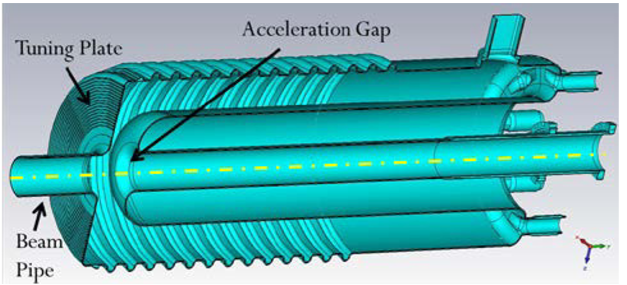 Acceleration Gap
Tuning Plate
Beam
Pipe